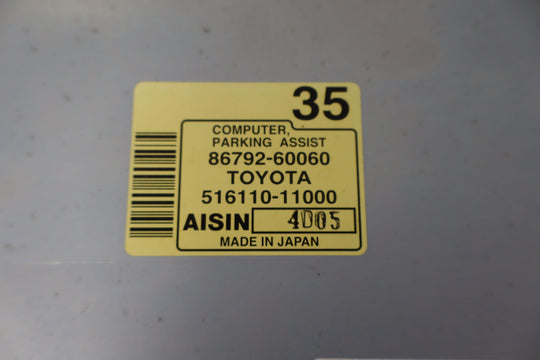 35
COMPUTER,
PARKING ASSIST
86792-60060
TOYOTA
516110-11000
AISIN 4D05
MADE IN JAPAN